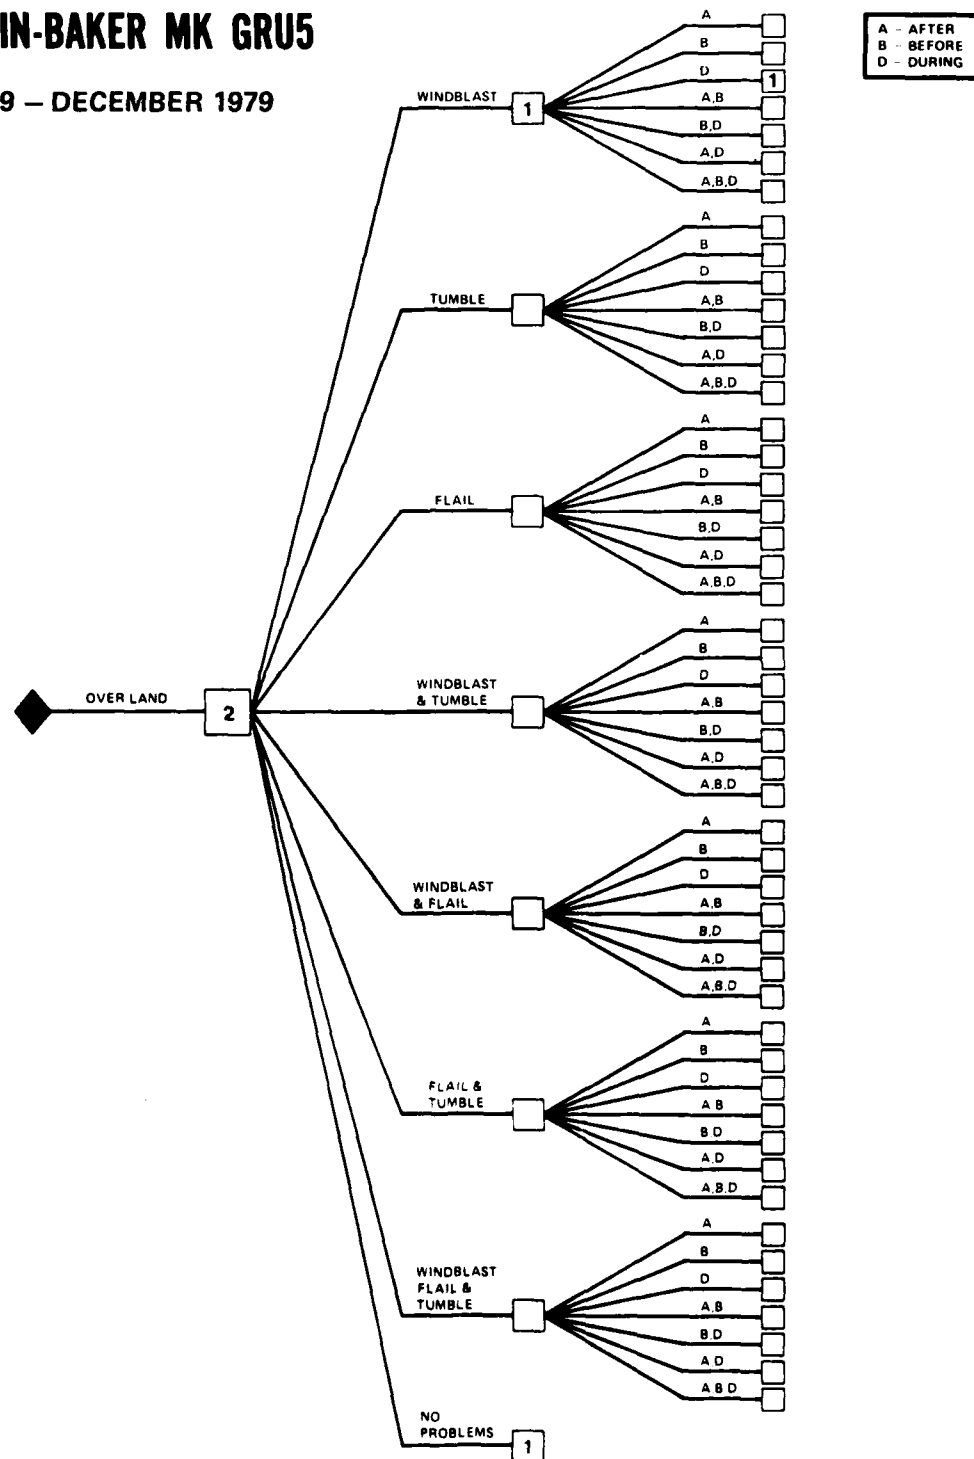 IN-BAKER MK GRU5
9 – DECEMBER 1979
A - AFTER
B - BEFORE
D - DURING
WINDBLAST
1
A
B
D
1
A,B
B,D
A,D
A,B,D
TUMBLE
A
B
D
A,B
B,D
A,D
A,B,D
FLAIL
A
B
D
A,B
B,D
A,D
A,B,D
OVER LAND
2
WINDBLAST
& TUMBLE
A
B
D
A,B
B,D
A,D
A,B,D
WINDBLAST
& FLAIL
A
B
D
A,B
B,D
A,D
A,B,D
FLAIL &
TUMBLE
A
B
D
A B
B D
A,D
A,B,D
WINDBLAST
FLAIL &
TUMBLE
A
B
D
A,B
B,D
A D
A B D
NO
PROBLEMS
1